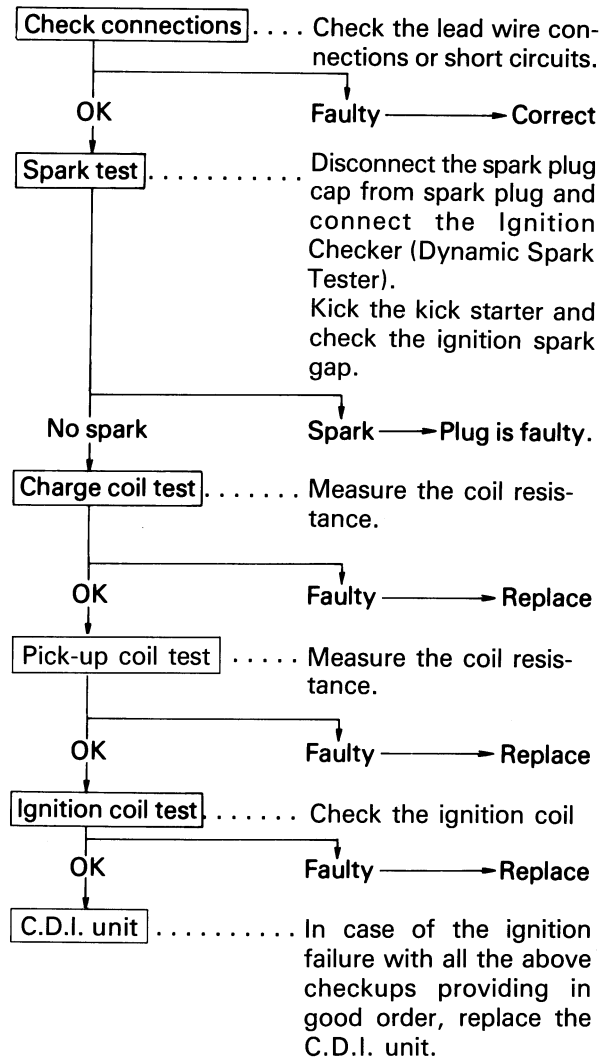 Check connections .... Check the lead wire con-
nections or short circuits.
OK Faulty Correct
Spark test ........... Disconnect the spark plug
cap from spark plug and
connect the Ignition
Checker (Dynamic Spark
Tester).
Kick the kick starter and
check the ignition spark
gap.
No spark Spark Plug is faulty.
Charge coil test ....... Measure the coil resis-
tance.
OK Faulty Replace
Pick-up coil test ..... Measure the coil resis-
tance.
OK Faulty Replace
Ignition coil test ....... Check the ignition coil
OK Faulty Replace
C.D.I. unit .......... In case of the ignition
failure with all the above
checkups providing in
good order, replace the
C.D.I. unit.